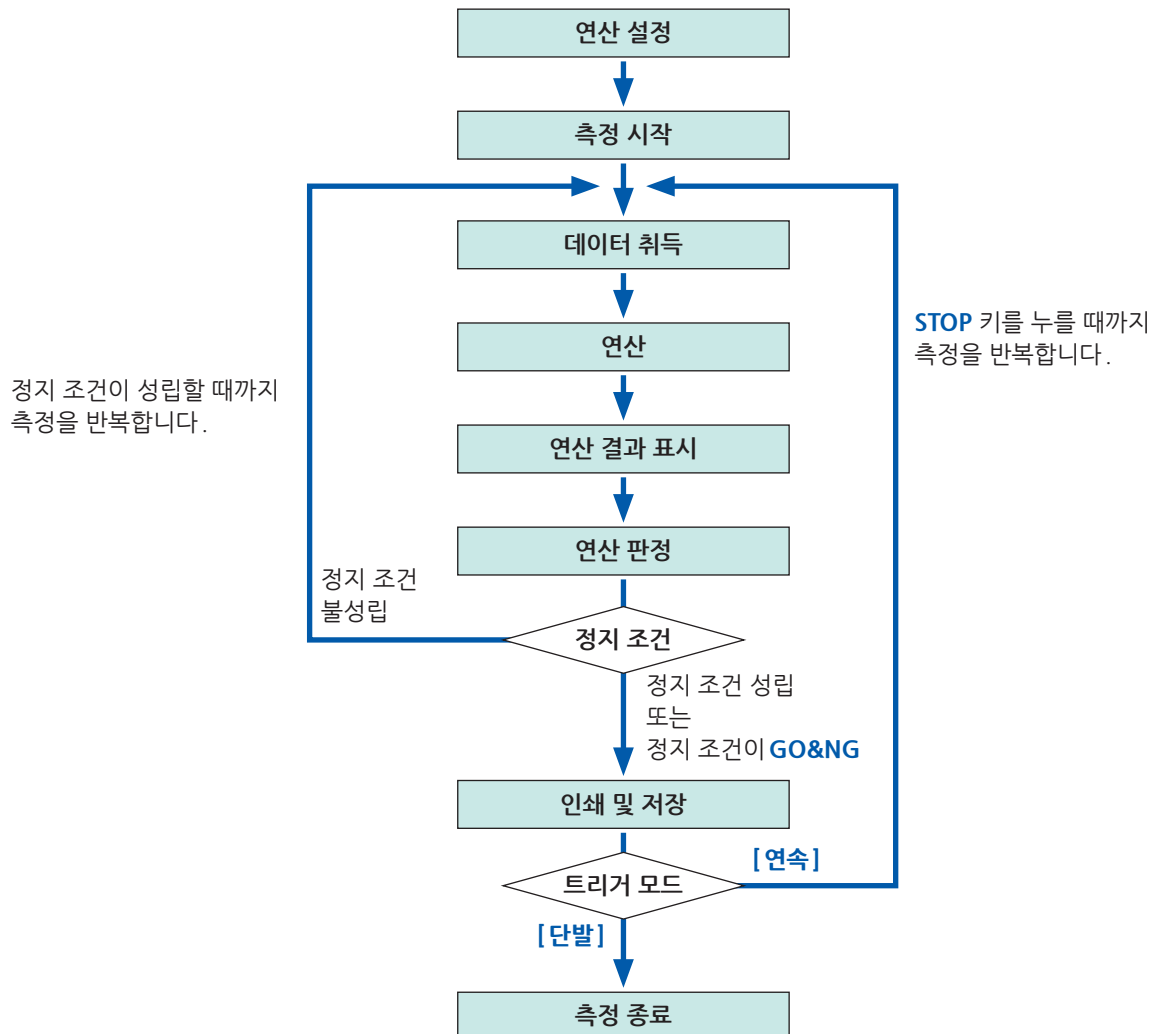 연산 설정
측정 시작
데이터 취득
연산
STOP 키를 누를 때까지
측정을 반복합니다.
정지 조건이 성립할 때까지
측정을 반복합니다.
연산 결과 표시
연산 판정
정지 조건
불성립
정지 조건
정지 조건 성립
또는
정지 조건이 GO&NG
인쇄 및 저장
[연속]
트리거 모드
[단발]
측정 종료